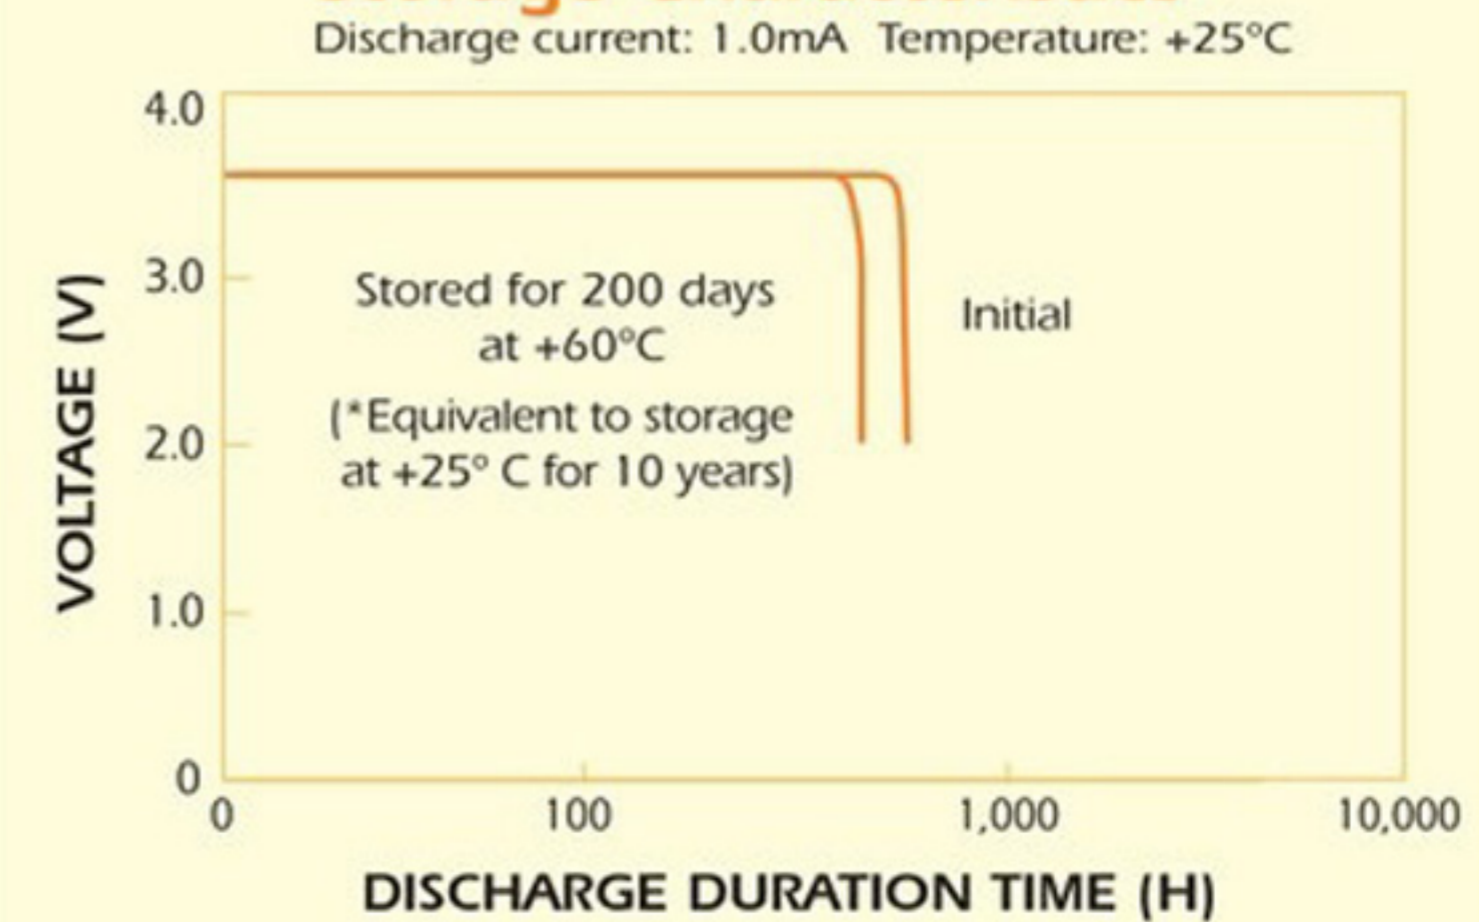 Discharge current: 1.0mA Temperature: +25°C
4.0
3.0
2.0
1.0
0
VOLTAGE (V)
Stored for 200 days
at +60°C
(*Equivalent to storage
at +25° C for 10 years)
Initial
0 100 1,000 10,000
DISCHARGE DURATION TIME (H)